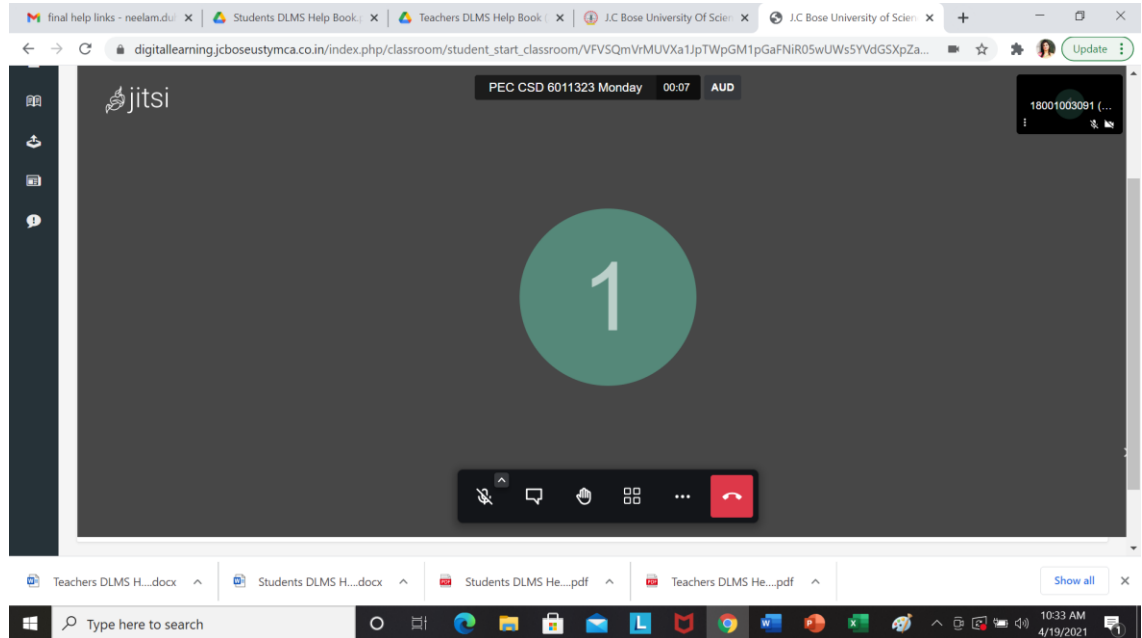 final help links - neelam.dul
Students DLMS Help Book.p
Teachers DLMS Help Book (
J.C Bose University Of Scien
J.C Bose University of Scien
digitallearning.jcboseustymca.co.in/index.php/classroom/student_start_classroom/VFVSQmVrMUVXa1JpTWpGM1pGaFNiR05wUWs5YVdGSXpZa...
Update
jitsi
PEC CSD 6011323 Monday 00:07 AUD
18001003091 (...
1
Teachers DLMS H....docx
Students DLMS H....docx
Students DLMS He....pdf
Teachers DLMS He....pdf
Show all
Type here to search
10:33 AM
4/19/2021